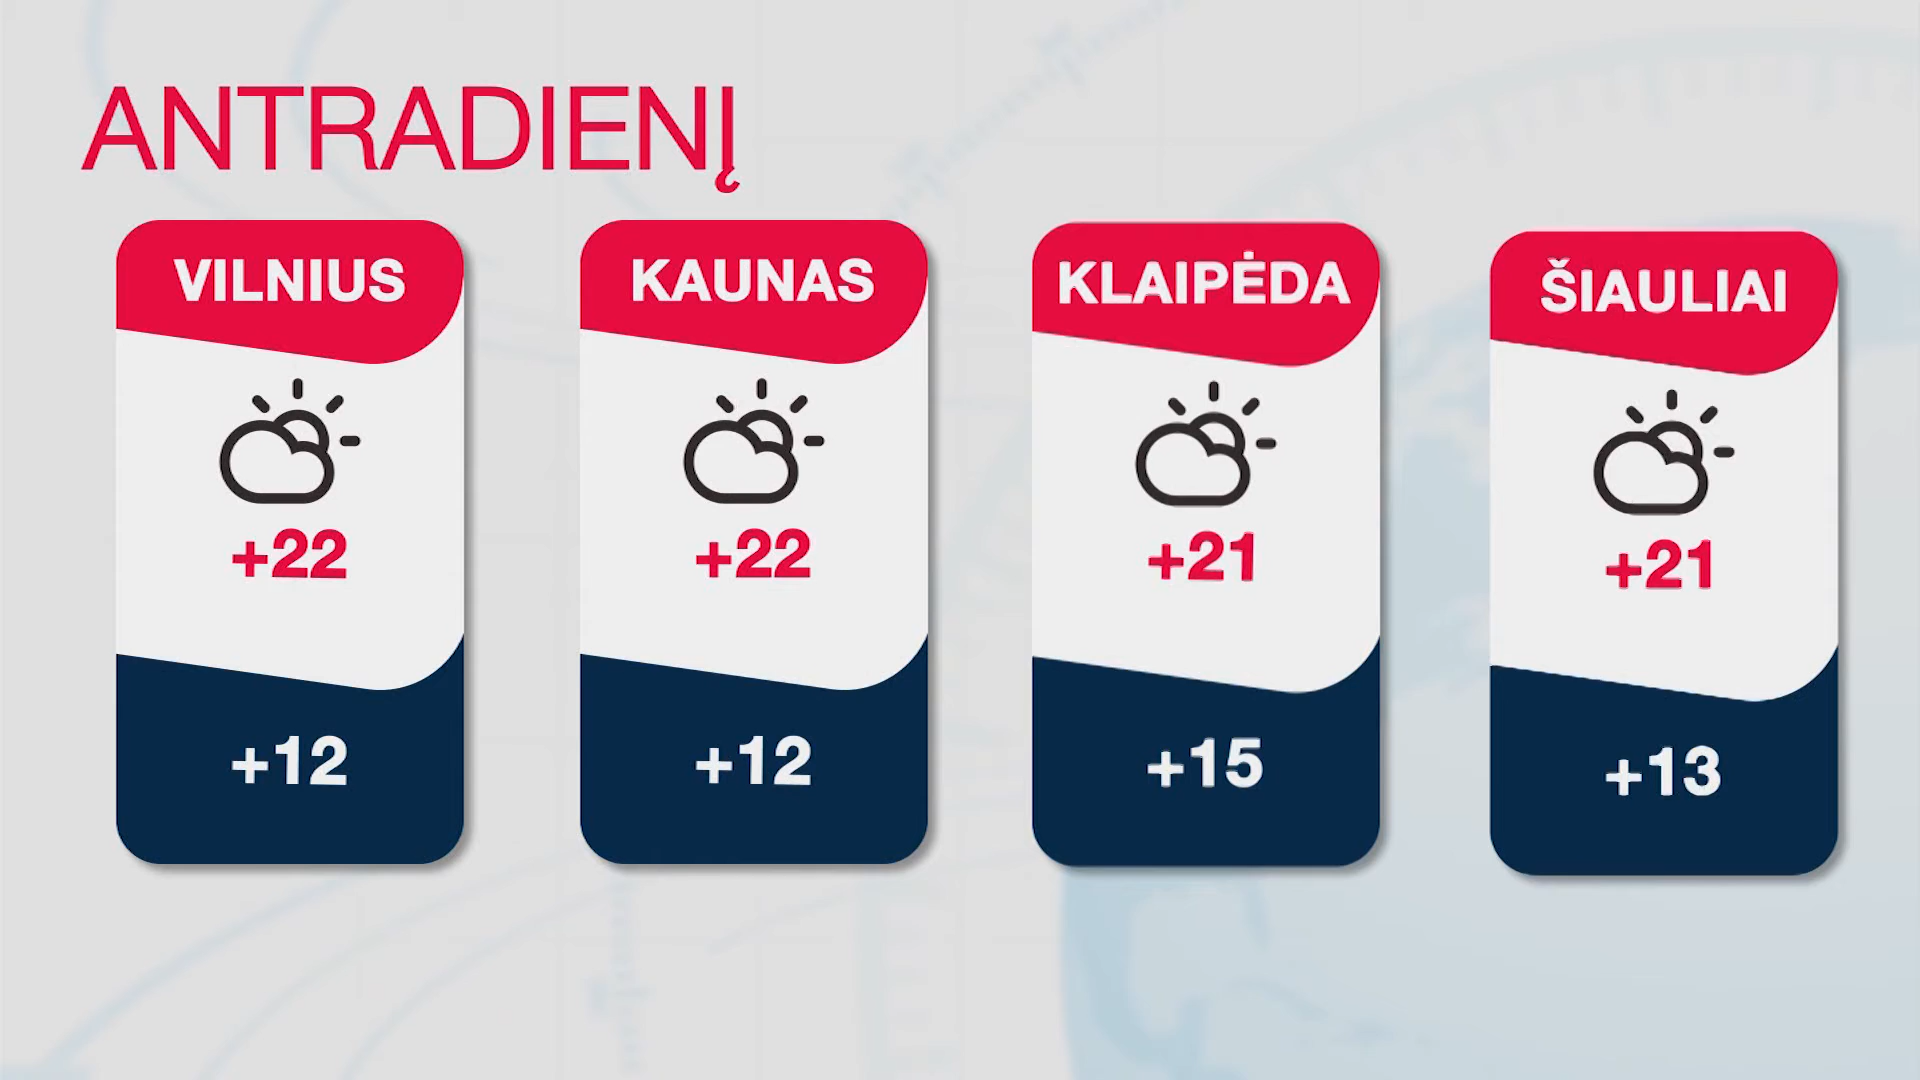 ANTRADIENĮ
VILNIUS
+22
+12
KAUNAS
+22
+12
KLAIPĖDA
+21
+15
ŠIAULIAI
+21
+13